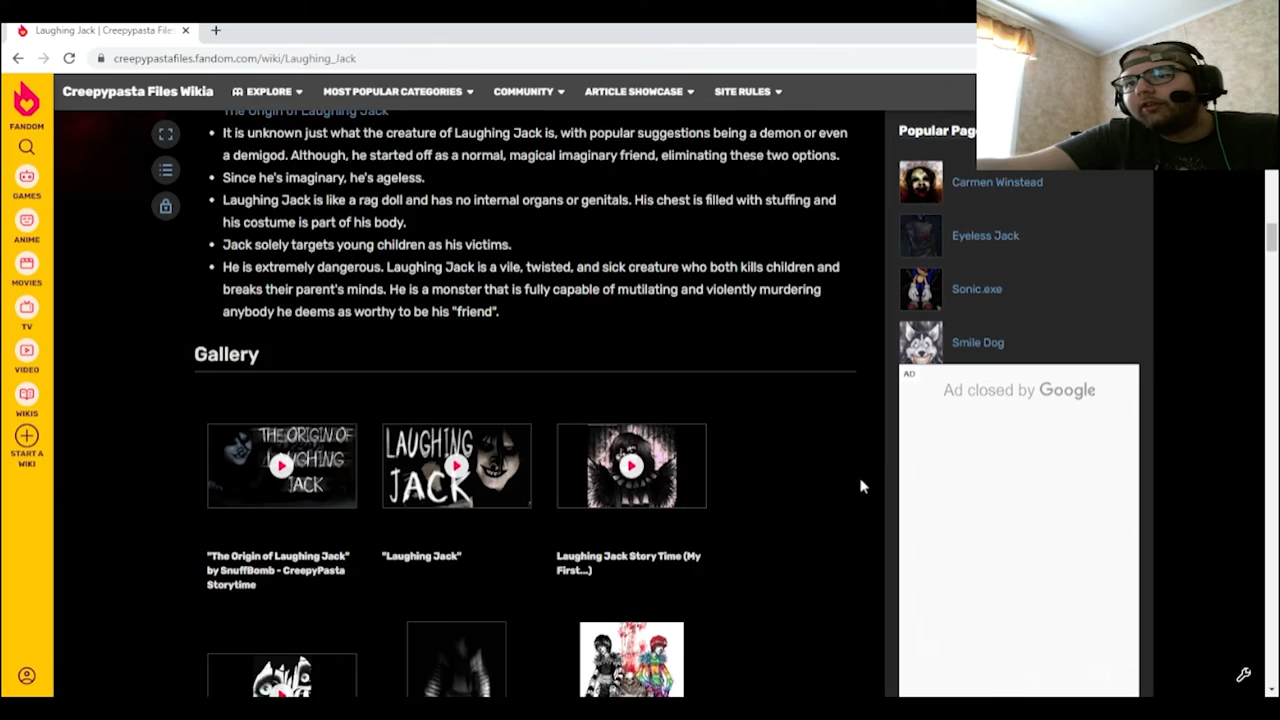 Laughing Jack | Creepypasta Files
creepypastafiles.fandom.com/wiki/Laughing_Jack
FANDOM
GAMES
ANIME
MOVIES
TV
VIDEO
WIKIS
START A
WIKI
Creepypasta Files Wikia
EXPLORE
MOST POPULAR CATEGORIES
COMMUNITY
ARTICLE SHOWCASE
SITE RULES
The Origin of Laughing Jack
• It is unknown just what the creature of Laughing Jack is, with popular suggestions being a demon or even
a demigod. Although, he started off as a normal, magical imaginary friend, eliminating these two options.
• Since he's imaginary, he's ageless.
• Laughing Jack is like a rag doll and has no internal organs or genitals. His chest is filled with stuffing and
his costume is part of his body.
• Jack solely targets young children as his victims.
• He is extremely dangerous. Laughing Jack is a vile, twisted, and sick creature who both kills children and
breaks their parent's minds. He is a monster that is fully capable of mutilating and violently murdering
anybody he deems as worthy to be his "friend".
Gallery
THE ORIGIN OF
LAUGHING
JACK
LAUGHING
JACK
"The Origin of Laughing Jack"
by SnuffBomb - CreepyPasta
Storytime
"Laughing Jack"
Laughing Jack Story Time (My
First...)
Popular Pag
Carmen Winstead
Eyeless Jack
Sonic.exe
Smile Dog
AD
Ad closed by Google